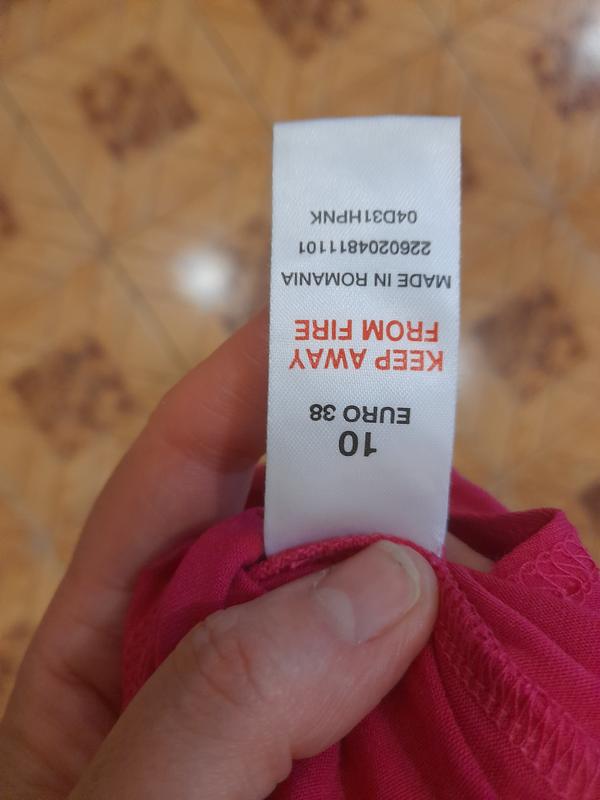 10
EURO 38
KEEP AWAY
FROM FIRE
MADE IN ROMANIA
2260204811101
04D31HPNK